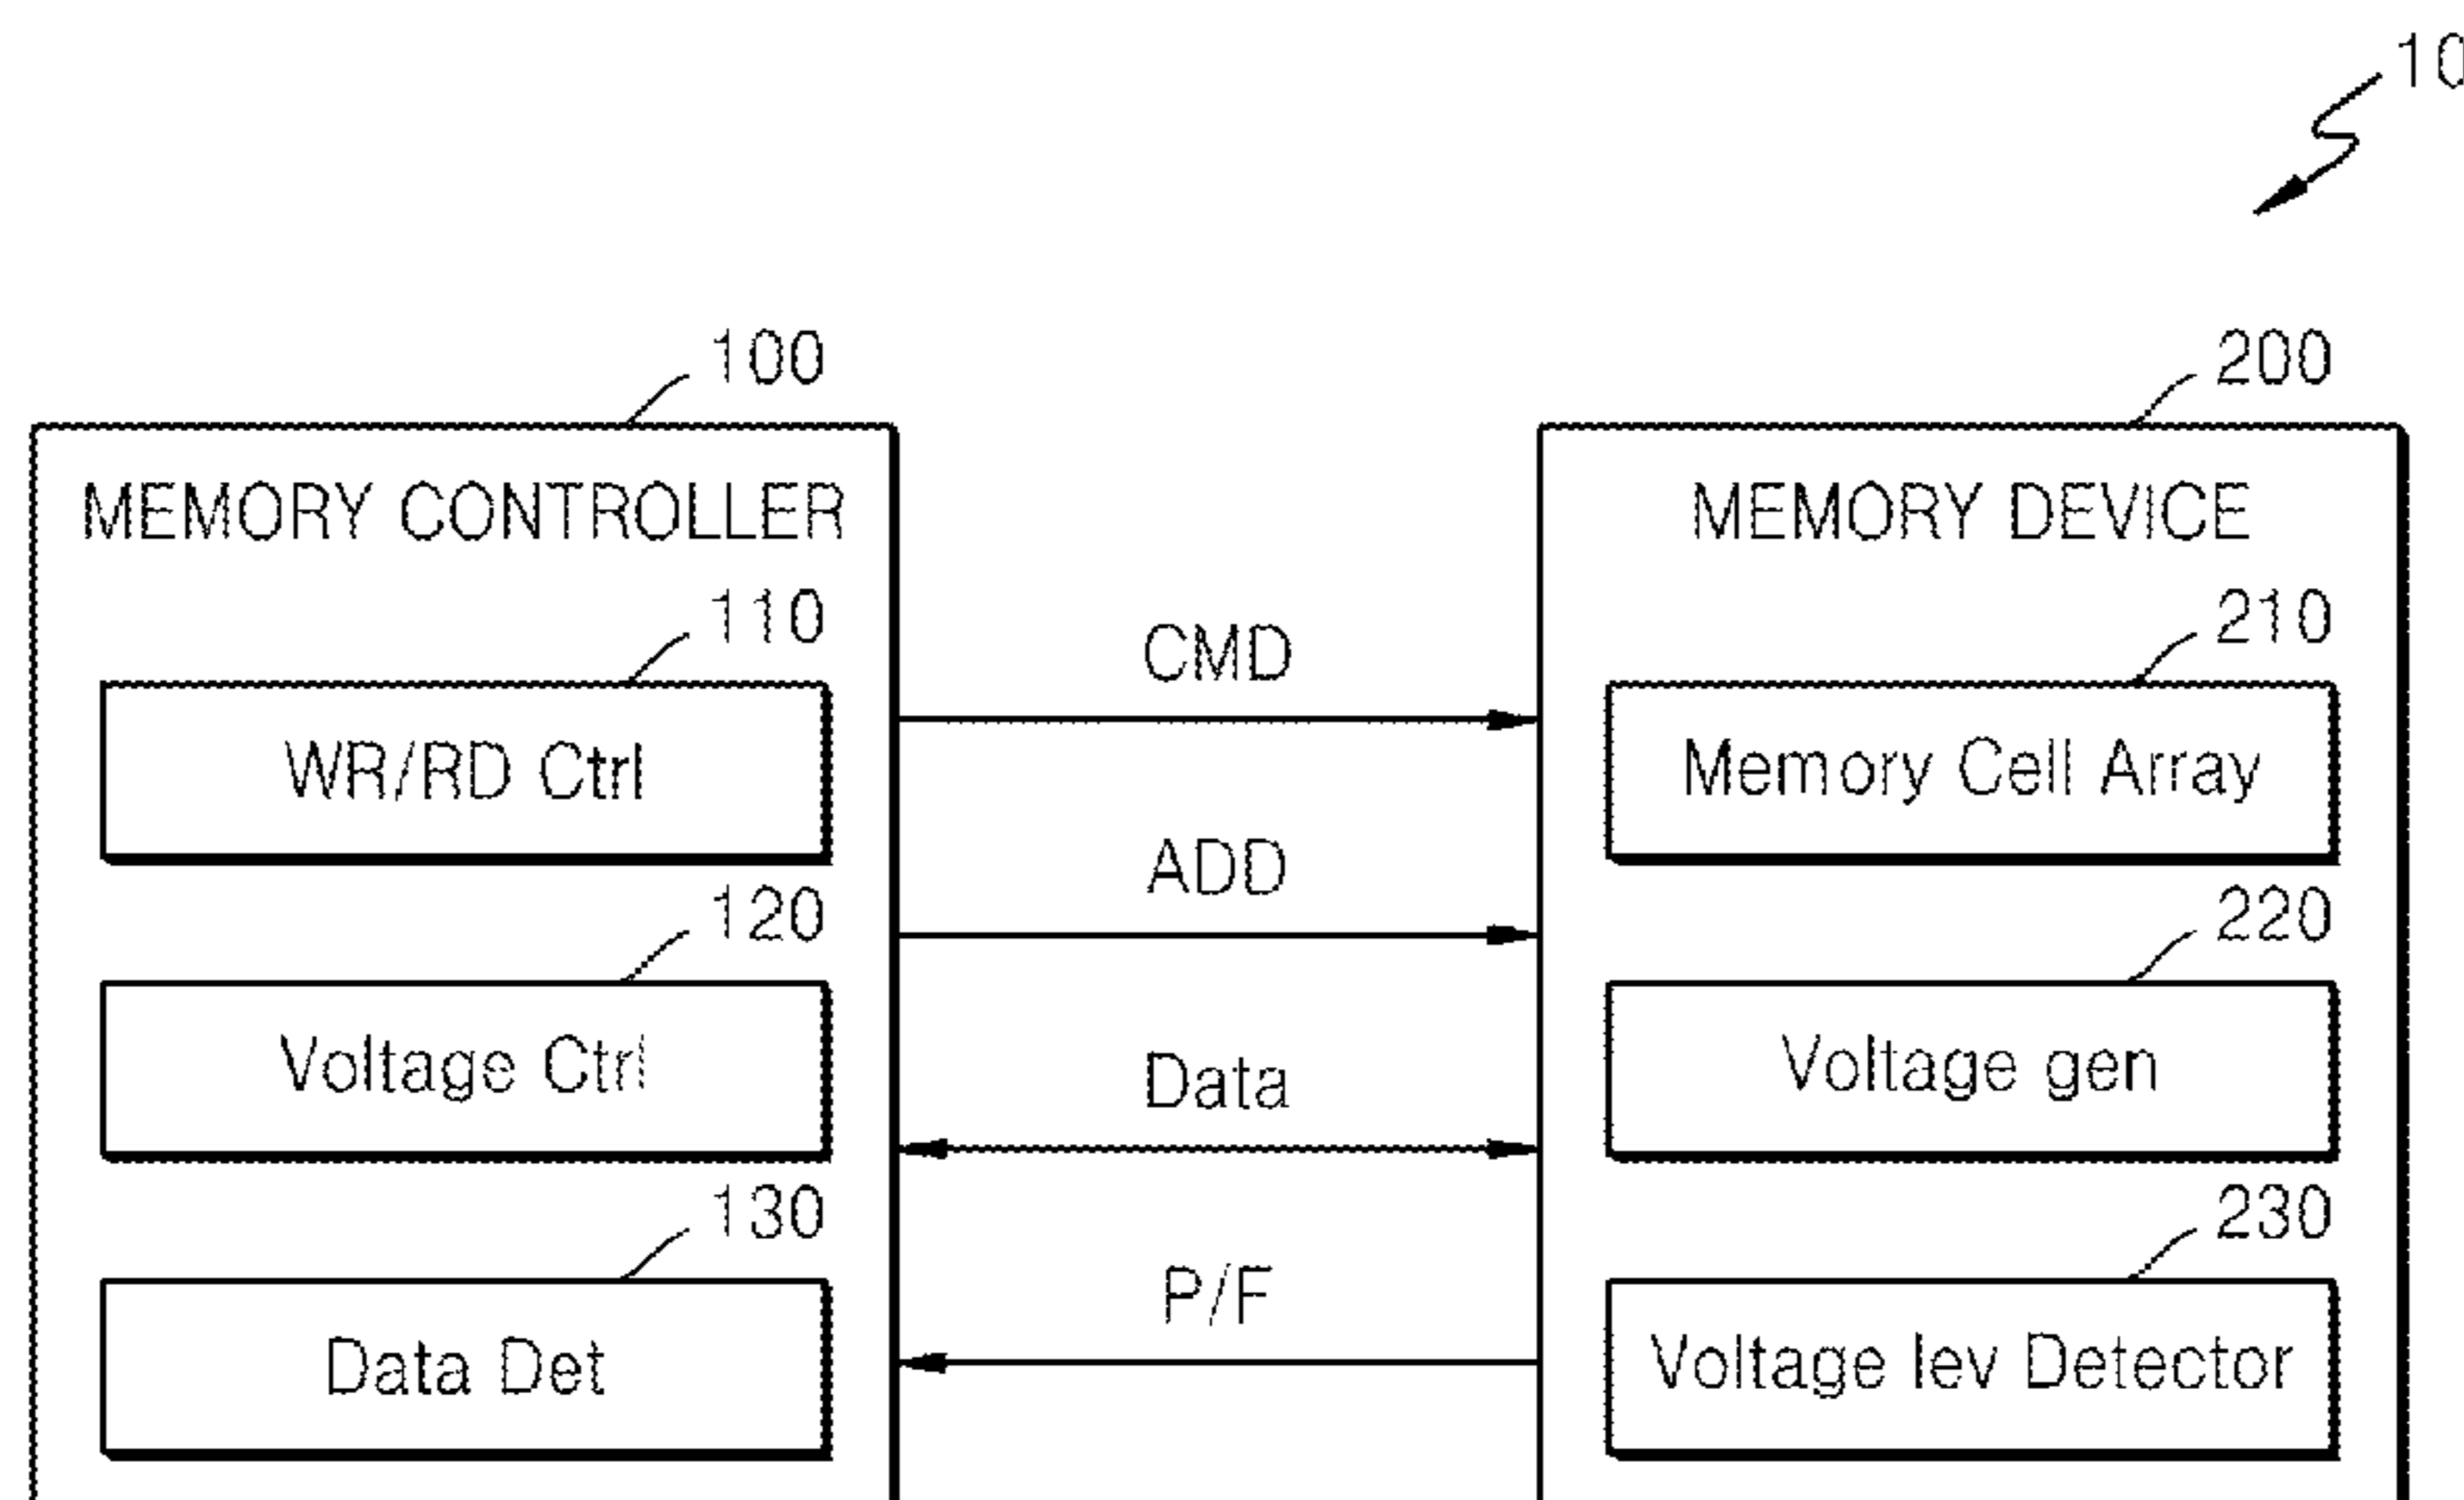 10
100
200
MEMORY CONTROLLER
MEMORY DEVICE
110
210
CMD
WR/RD Ctrl
Memory Cell Array
ADD
120
220
Voltage Ctrl
Voltage gen
Data
130
230
P/F
Data Det
Voltage lev Detector